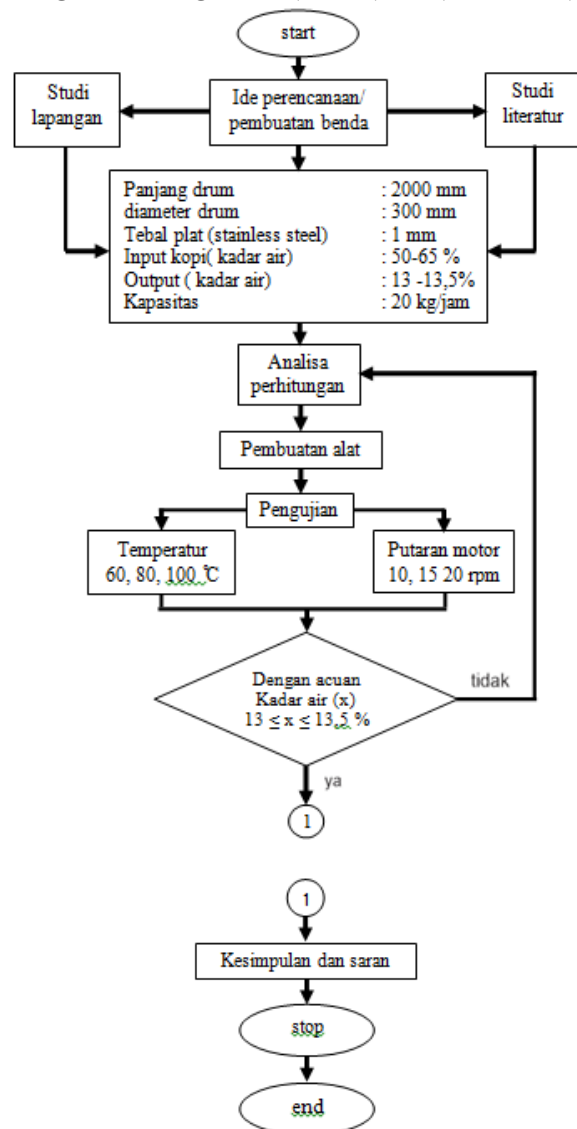 start
Studi
lapangan
Ide perencanaan/
pembuatan benda
Studi
literatur
Panjang drum : 2000 mm
diameter drum : 300 mm
Tebal plat (stainless steel) : 1 mm
Input kopi( kadar air) : 50-65 %
Output ( kadar air) : 13 -13,5%
Kapasitas : 20 kg/jam
Analisa
perhitungan
Pembuatan alat
Pengujian
Temperatur
60, 80, 100 ℃
Putaran motor
10, 15 20 rpm
Dengan acuan
Kadar air (x)
13 ≤ x ≤ 13,5 %
tidak
ya
1
1
Kesimpulan dan saran
stop
end